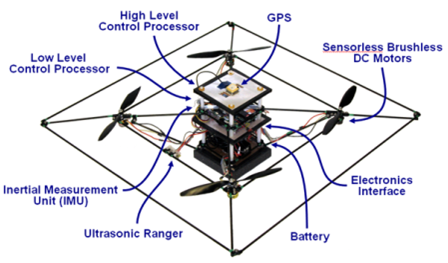 High Level
Control Processor
GPS
Low Level
Control Processor
Sensorless Brushless
DC Motors
Inertial Measurement
Unit (IMU)
Ultrasonic Ranger
Battery
Electronics
Interface